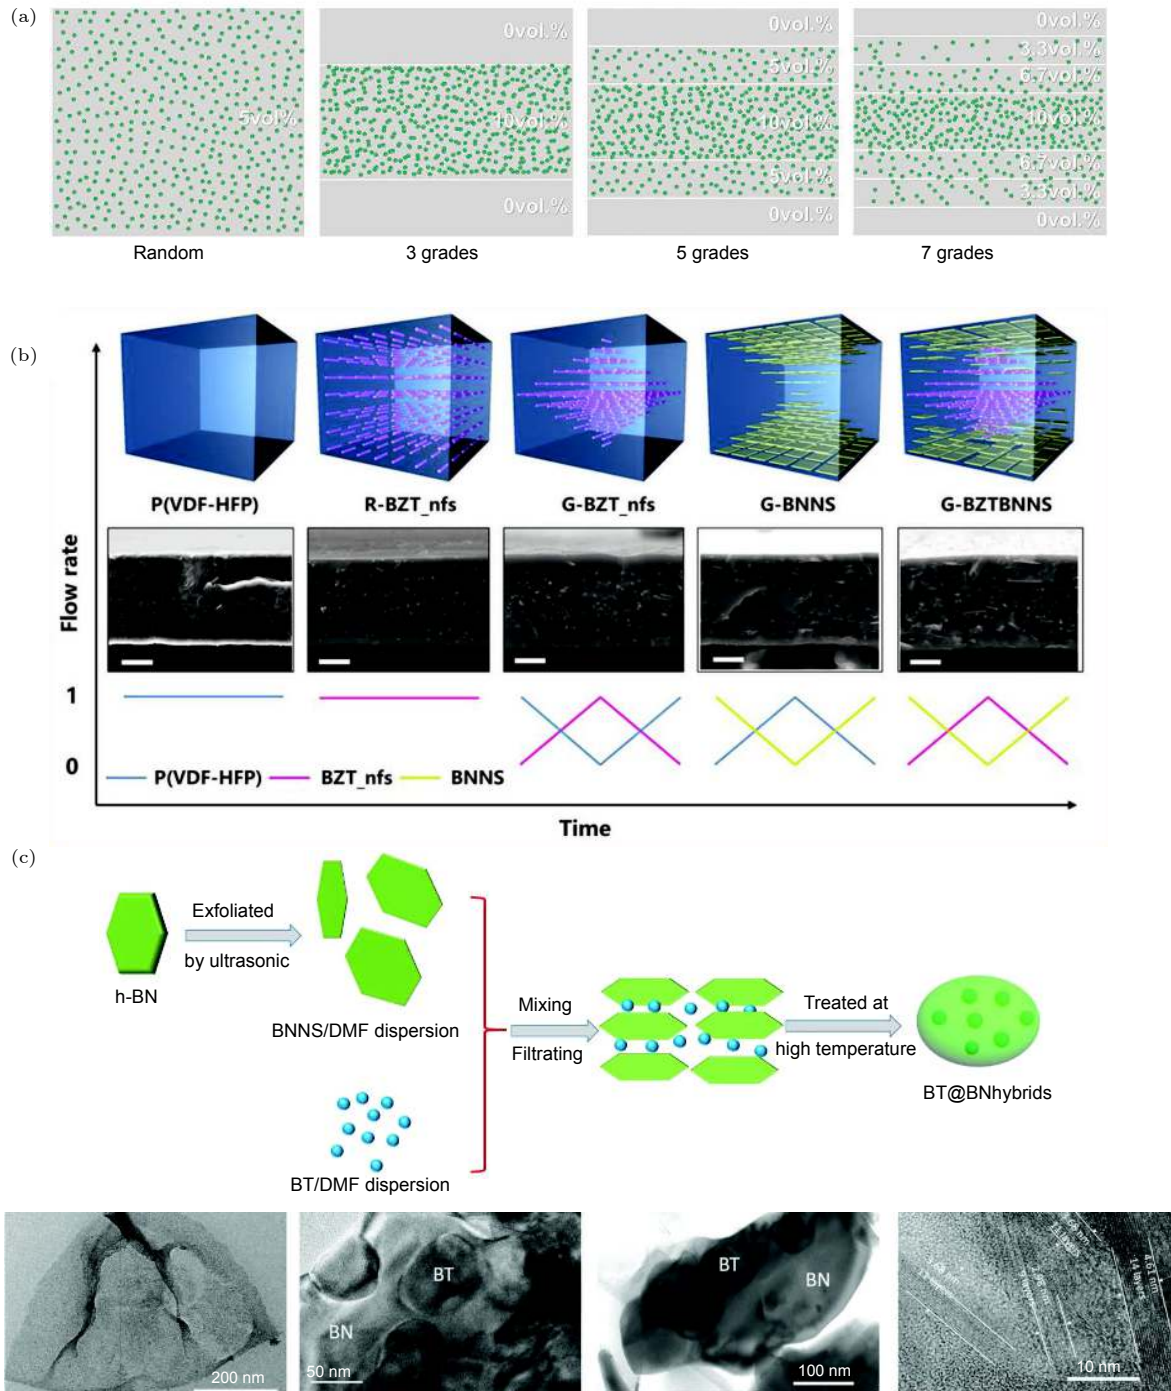 (a)
5vol%
0vol.%
10vol.%
0vol.%
0vol.%
5vol.%
10vol.%
5vol.%
0vol.%
0vol.%
3.3vol.%
6.7vol.%
10vol.%
6.7vol.%
3.3vol.%
0vol.%
Random
3 grades
5 grades
7 grades
(b)
P(VDF-HFP)
R-BZT_nfs
G-BZT_nfs
G-BNNS
G-BZTBNNS
Flow rate
1
0
P(VDF-HFP)
BZT_nfs
BNNS
Time
(c)
h-BN
Exfoliated
by ultrasonic
BNNS/DMF dispersion
BT/DMF dispersion
Mixing
Filtrating
Treated at
high temperature
BT@BNhybrids
200 nm
BT
BN
50 nm
BT
BN
100 nm
4.61 nm
14 layers
10 nm